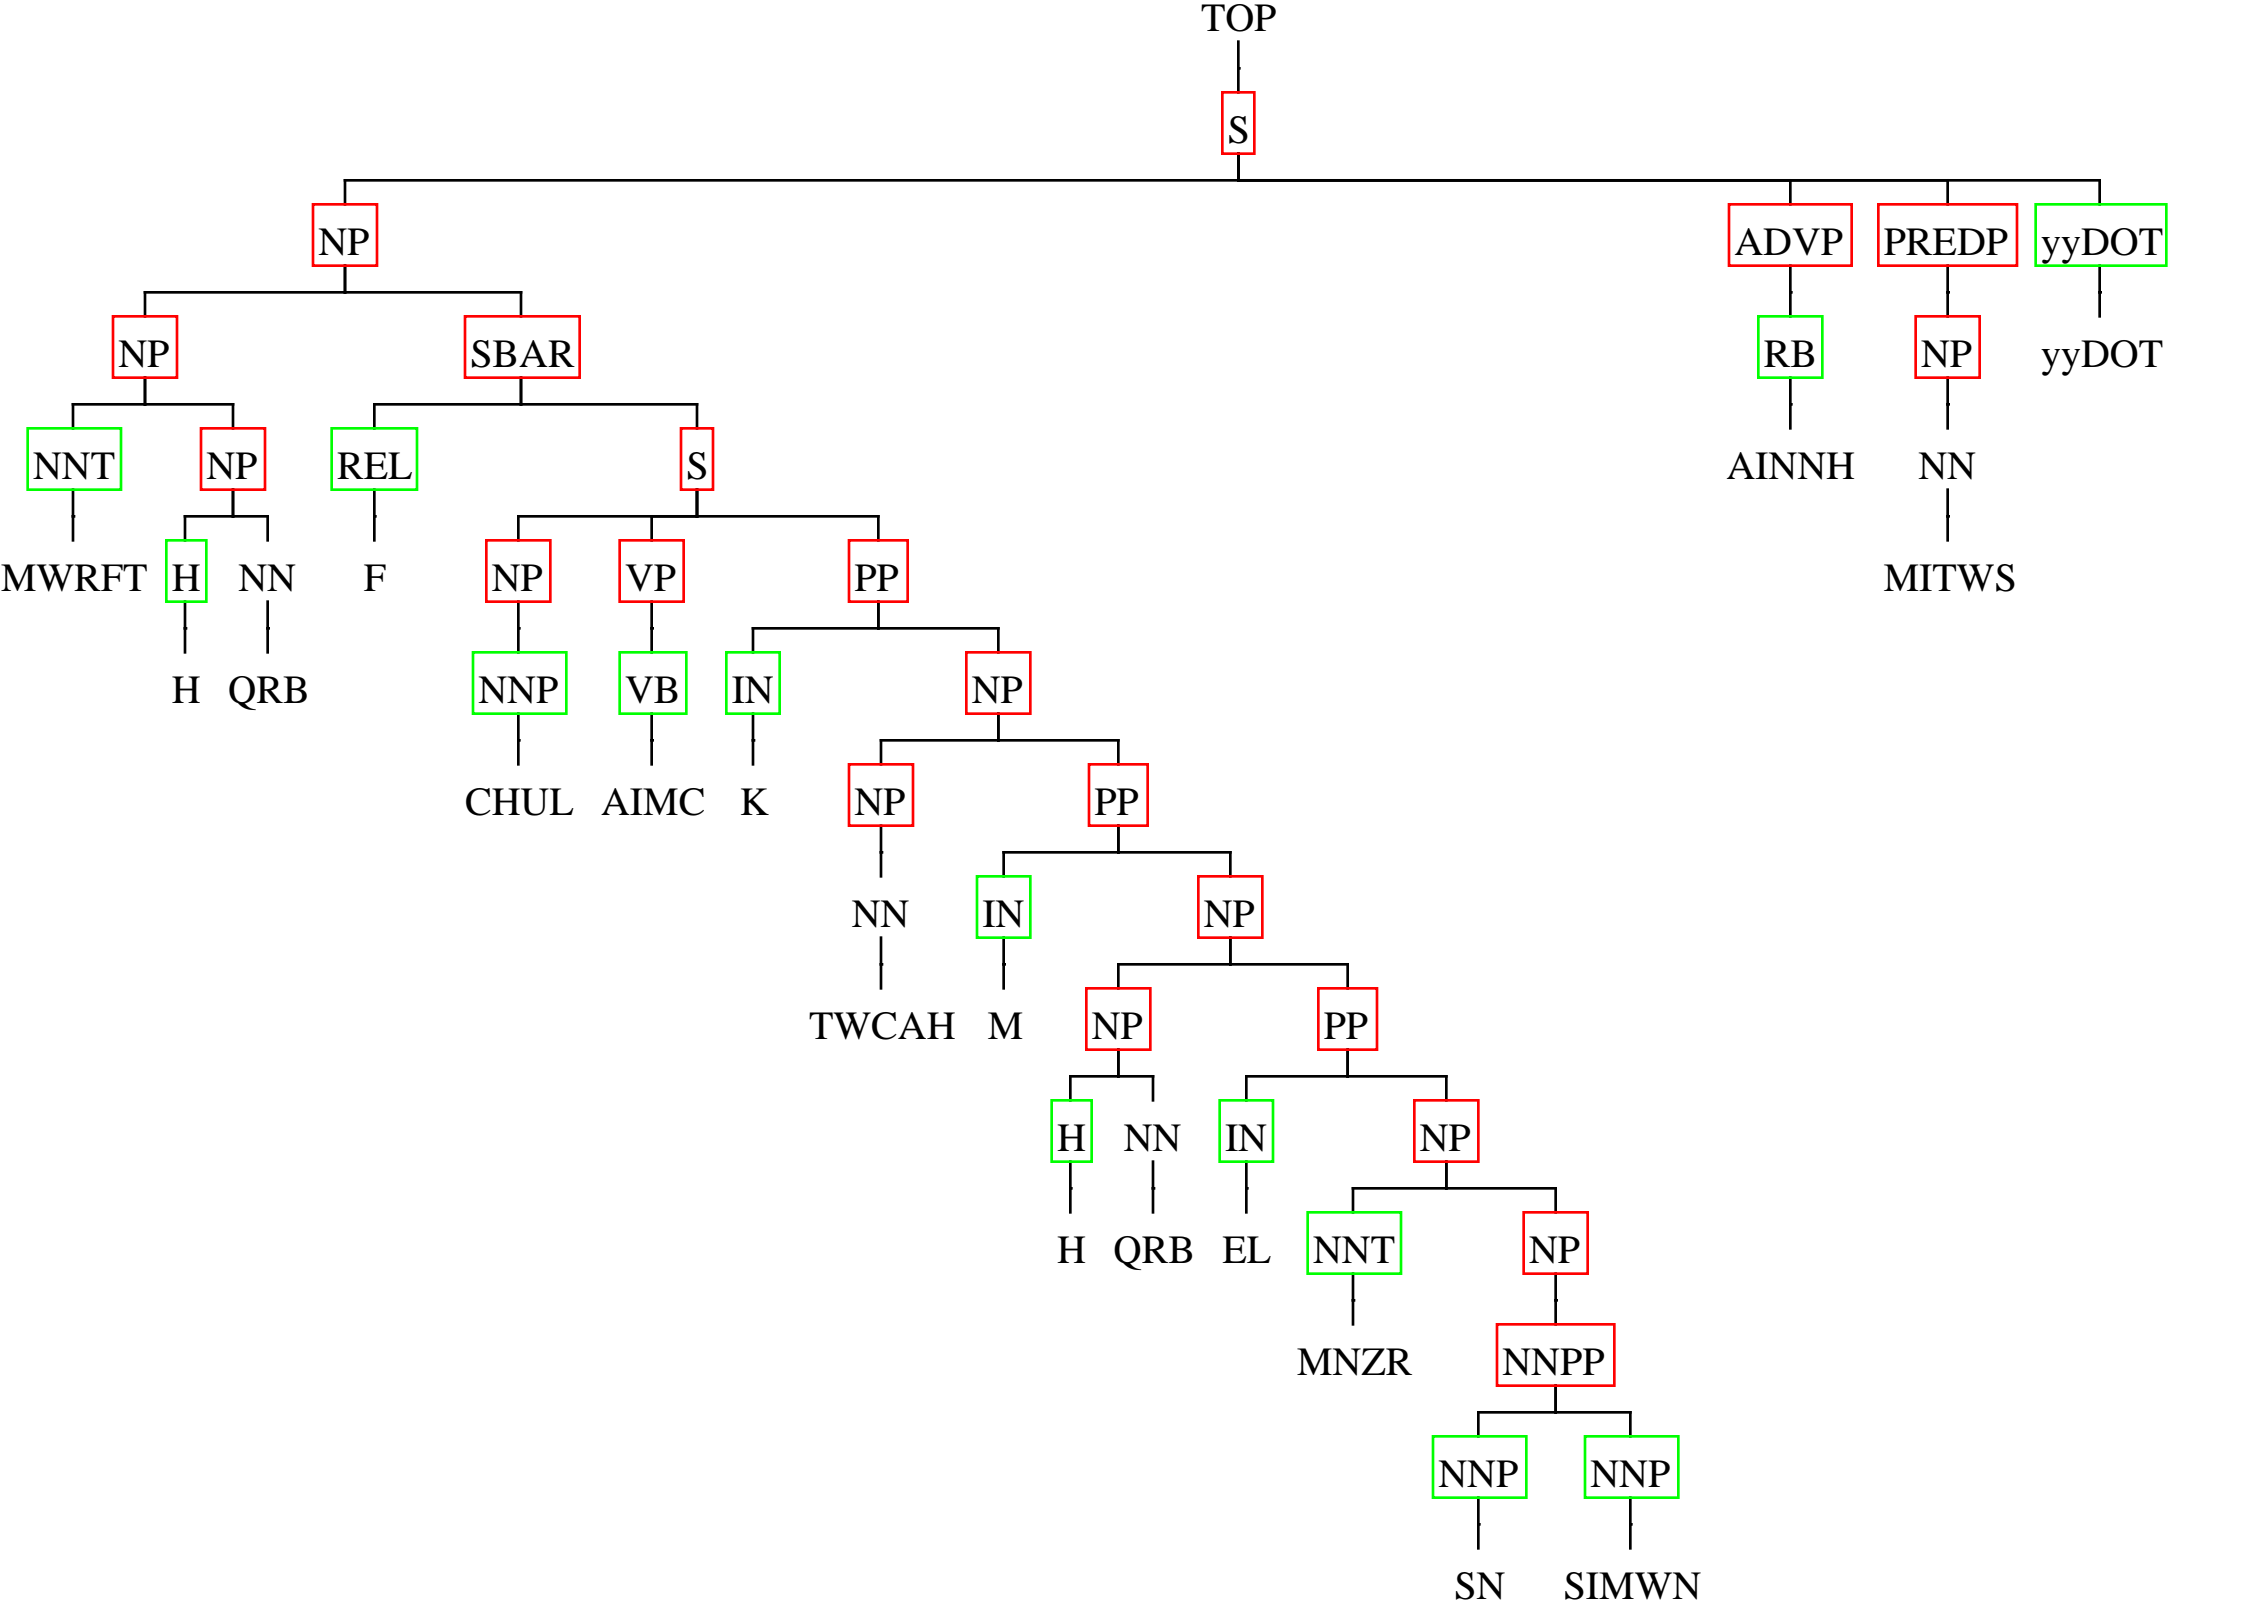 TOP
S
NP ADVP PREDP yyDOT
NP SBAR RB NP yyDOT
NNT NP REL S AINNH NN
MWRFT H NN F NP VP PP MITWS
H QRB NNP VB IN NP
CHUL AIMC K NP PP
NN IN NP
TWCAH M NP PP
H NN IN NP
H QRB EL NNT NP
MNZR NNPP
NNP NNP
SN SIMWN